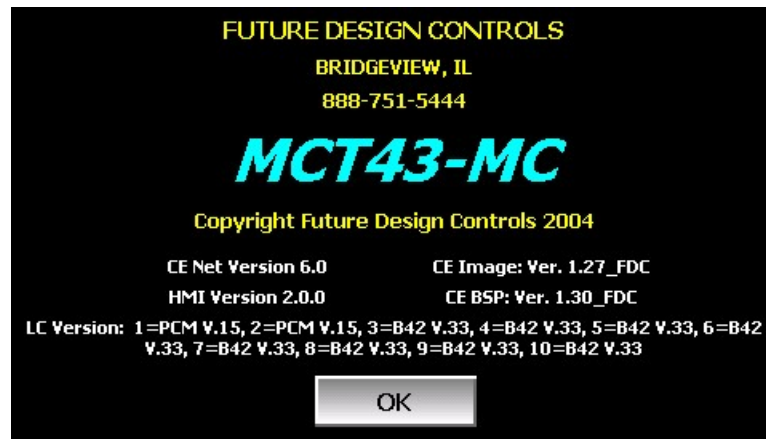 FUTURE DESIGN CONTROLS
BRIDGEVIEW, IL
888-751-5444
MCT43-MC
Copyright Future Design Controls 2004
CE Net Version 6.0 CE Image: Ver. 1.27_FDC
HMI Version 2.0.0 CE BSP: Ver. 1.30_FDC
LC Version: 1=PCM V.15, 2=PCM V.15, 3=B42 V.33, 4=B42 V.33, 5=B42 V.33, 6=B42
V.33, 7=B42 V.33, 8=B42 V.33, 9=B42 V.33, 10=B42 V.33
OK